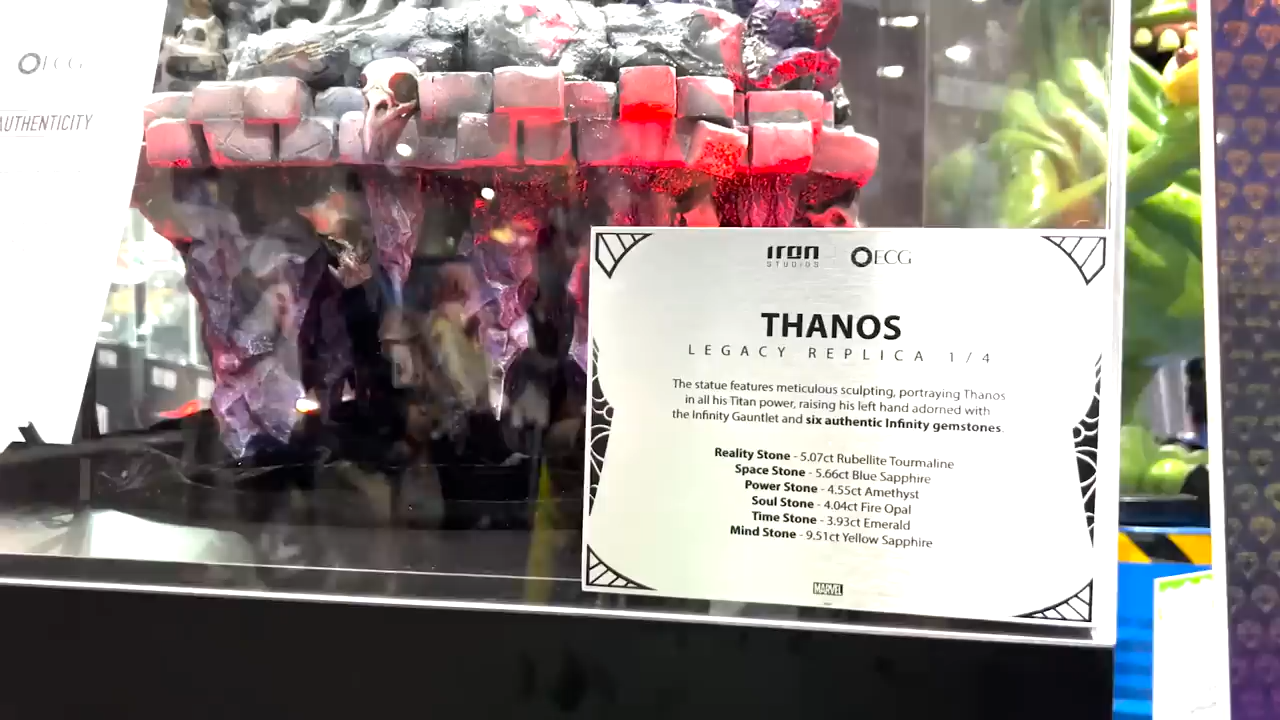 ECG
AUTHENTICITY
IRON
STUDIOS
ECG
THANOS
LEGACY REPLICA 1/4
The statue features meticulous sculpting, portraying Thanos
in all his Titan power, raising his left hand adorned with
the Infinity Gauntlet and six authentic Infinity gemstones.
Reality Stone - 5.07ct Rubellite Tourmaline
Space Stone - 5.66ct Blue Sapphire
Power Stone - 4.55ct Amethyst
Soul Stone - 4.04ct Fire Opal
Time Stone - 3.93ct Emerald
Mind Stone - 9.51ct Yellow Sapphire
MARVEL